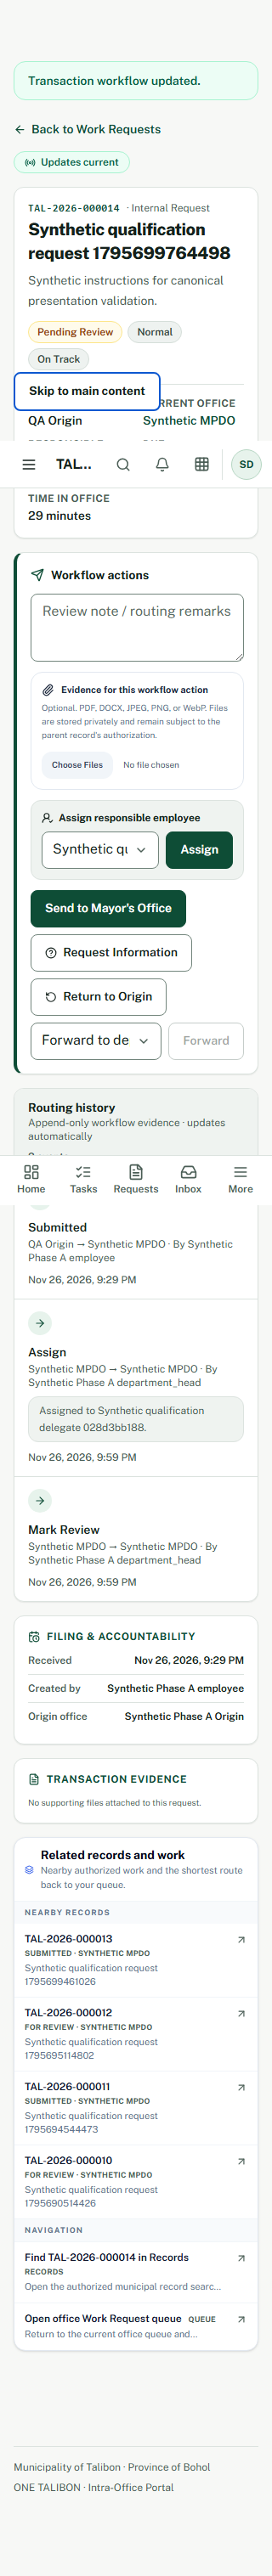 Transaction workflow updated.
Back to Work Requests
Updates current
TAL-2026-000014 · Internal Request
Synthetic qualification
request 1795699764498
Synthetic instructions for canonical
presentation validation.
Pending Review Normal
On Track
Skip to main content
RRENT OFFICE
QA Origin Synthetic MPDO
TAL...
SD
TIME IN OFFICE
29 minutes
Workflow actions
Review note / routing remarks
Evidence for this workflow action
Optional. PDF, DOCX, JPEG, PNG, or WebP. Files
are stored privately and remain subject to the
parent record's authorization.
Choose Files No file chosen
Assign responsible employee
Synthetic qu Assign
Send to Mayor's Office
Request Information
Return to Origin
Forward to de Forward
Routing history
Append-only workflow evidence · updates
automatically
Home Tasks Requests Inbox More
Submitted
QA Origin → Synthetic MPDO · By Synthetic
Phase A employee
Nov 26, 2026, 9:29 PM
Assign
Synthetic MPDO → Synthetic MPDO · By
Synthetic Phase A department_head
Assigned to Synthetic qualification
delegate 028d3bb188.
Nov 26, 2026, 9:59 PM
Mark Review
Synthetic MPDO → Synthetic MPDO · By
Synthetic Phase A department_head
Nov 26, 2026, 9:59 PM
FILING & ACCOUNTABILITY
Received Nov 26, 2026, 9:29 PM
Created by Synthetic Phase A employee
Origin office Synthetic Phase A Origin
TRANSACTION EVIDENCE
No supporting files attached to this request.
Related records and work
Nearby authorized work and the shortest route
back to your queue.
NEARBY RECORDS
TAL-2026-000013
SUBMITTED · SYNTHETIC MPDO
Synthetic qualification request
1795699461026
TAL-2026-000012
FOR REVIEW · SYNTHETIC MPDO
Synthetic qualification request
1795695114802
TAL-2026-000011
SUBMITTED · SYNTHETIC MPDO
Synthetic qualification request
1795694544473
TAL-2026-000010
FOR REVIEW · SYNTHETIC MPDO
Synthetic qualification request
1795690514426
NAVIGATION
Find TAL-2026-000014 in Records
RECORDS
Open the authorized municipal record searc...
Open office Work Request queue QUEUE
Return to the current office queue and...
Municipality of Talibon · Province of Bohol
ONE TALIBON · Intra-Office Portal